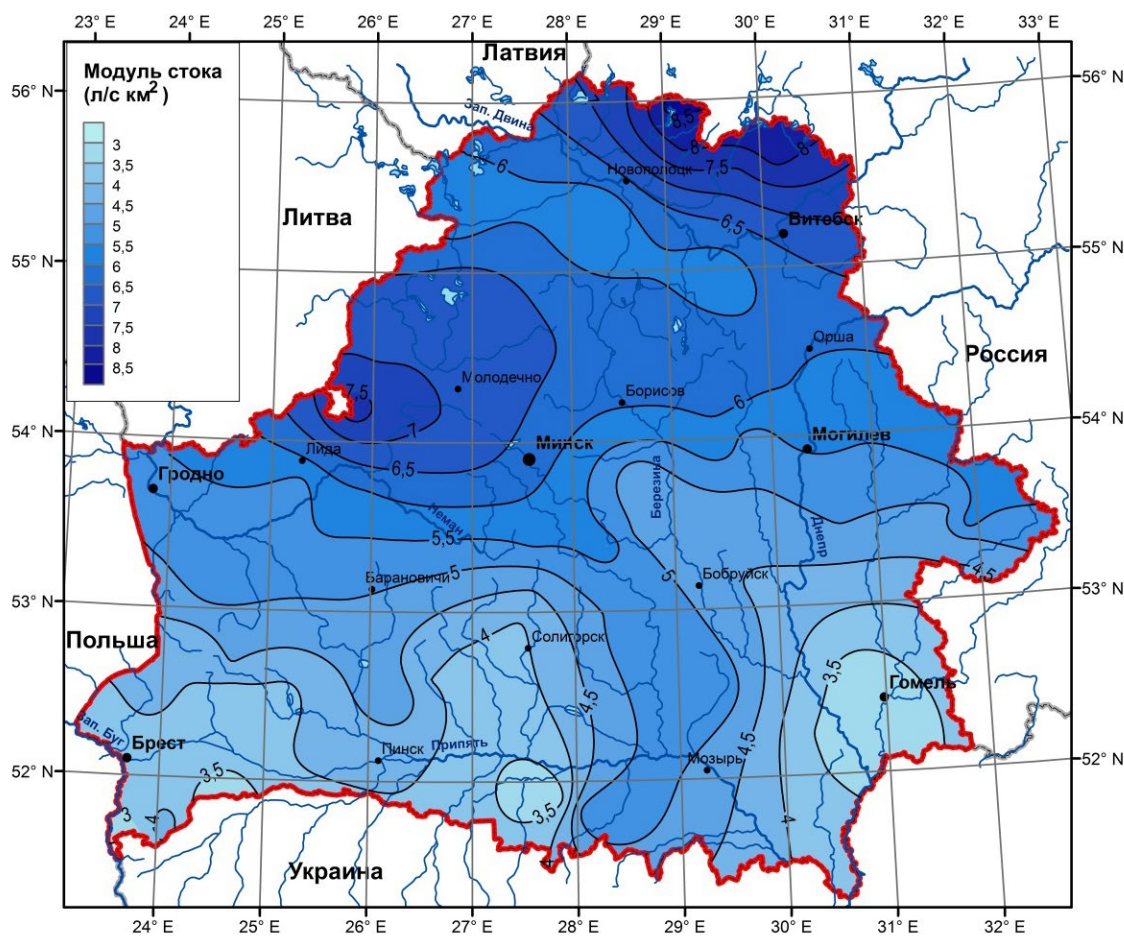 23° E 24° E 25° E 26° E 27° E 28° E 29° E 30° E 31° E 32° E 33° E
Латвия
Модуль стока
(л/с км²)
3
3,5
4
4,5
5
5,5
6
6,5
7
7,5
8
8,5
56° N
56° N
Зап. Двина
8,5
8
8
7,5
6
Новополоцк
Литва
6,5
Витебск
55° N
55° N
Орша
Россия
7,5
Молодечно
Борисов
6
7
54° N
54° N
Минск
Могилев
Лида
6,5
Гродно
Березина
Неман
Днепр
5,5
5
5
Барановичи
Бобруйск
4,5
53° N
53° N
Польша
4
Солигорск
3,5
Гомель
4,5
4,5
Зап. Буг
Брест
Пинск
Припять
Мозырь
52° N
52° N
3,5
3,5
3
4
4
Украина
24° E 25° E 26° E 27° E 28° E 29° E 30° E 31° E 32° E